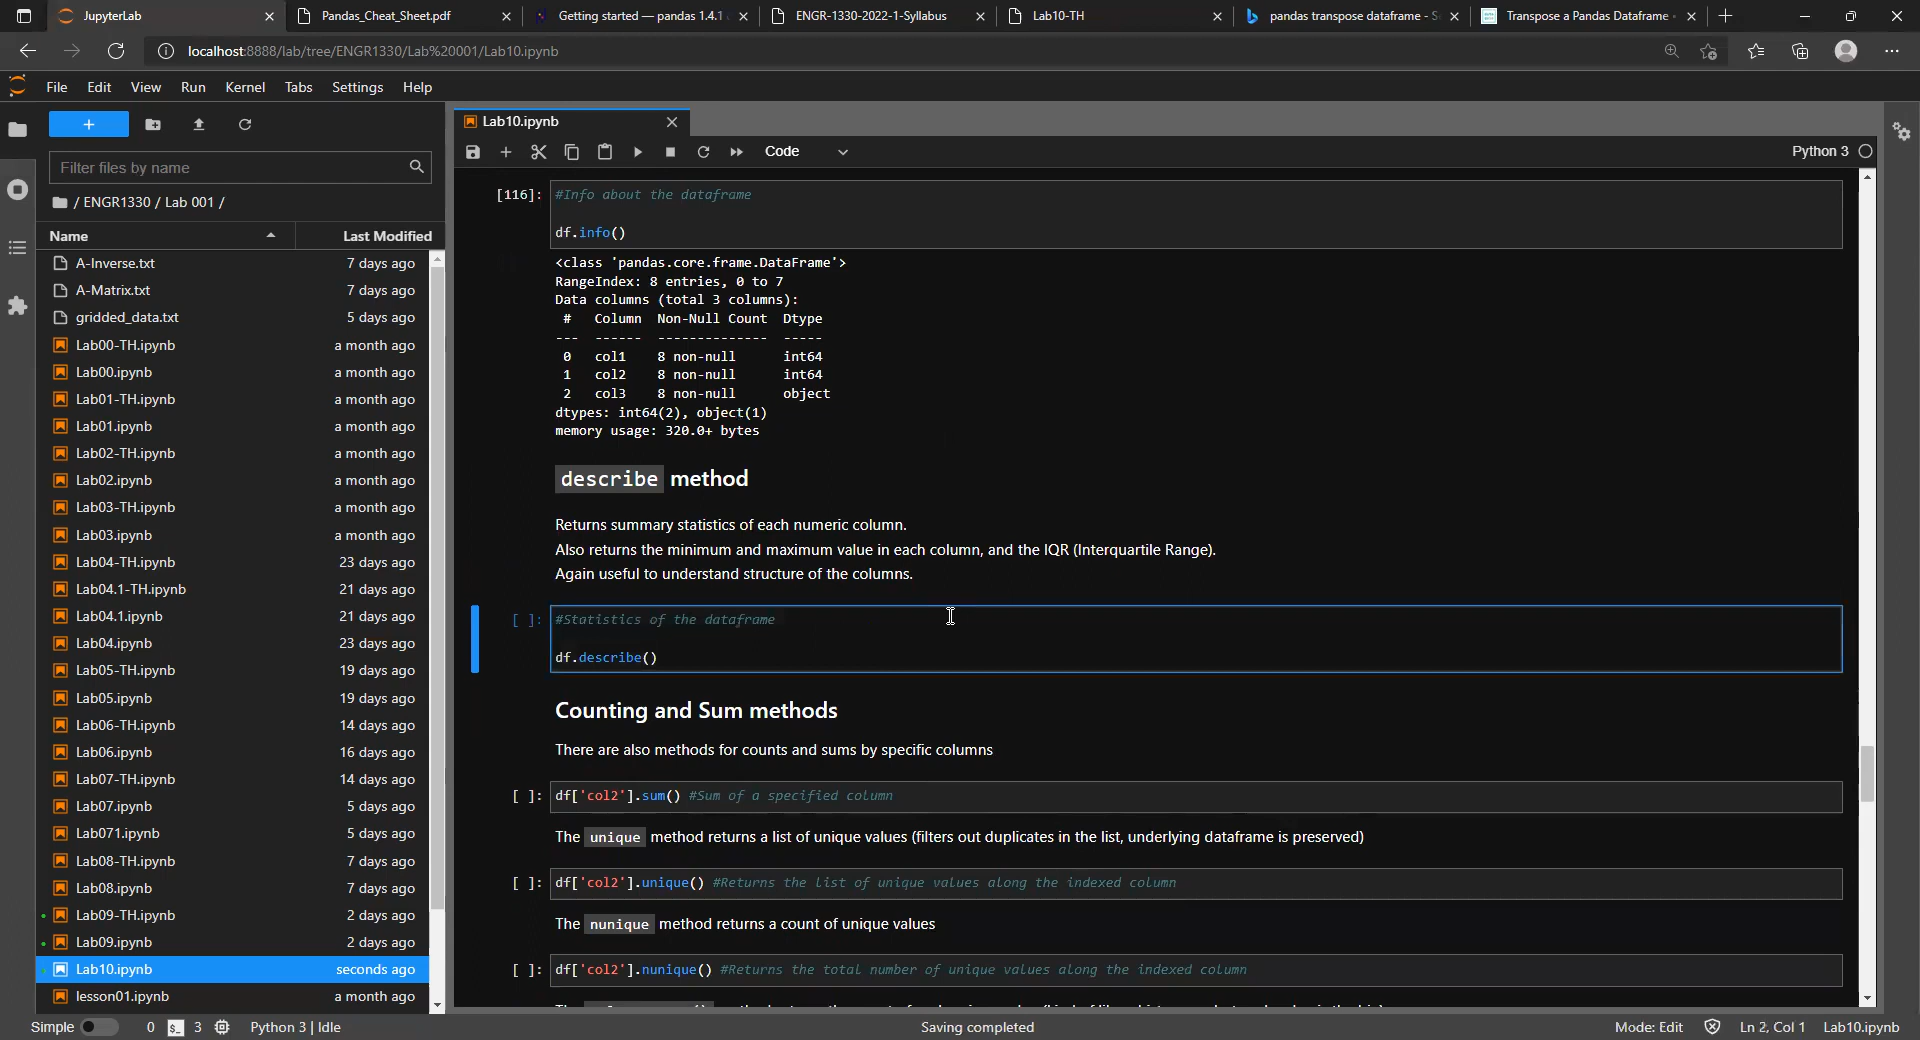 JupyterLab
Pandas_Cheat_Sheet.pdf
Getting started — pandas 1.4.1
ENGR-1330-2022-1-Syllabus
Lab10-TH
pandas transpose dataframe - S
Transpose a Pandas Dataframe
localhost:8888/lab/tree/ENGR1330/Lab%20001/Lab10.ipynb
File Edit View Run Kernel Tabs Settings Help
+
Filter files by name
/ ENGR1330 / Lab 001 /
Name Last Modified
A-Inverse.txt 7 days ago
A-Matrix.txt 7 days ago
gridded_data.txt 5 days ago
Lab00-TH.ipynb a month ago
Lab00.ipynb a month ago
Lab01-TH.ipynb a month ago
Lab01.ipynb a month ago
Lab02-TH.ipynb a month ago
Lab02.ipynb a month ago
Lab03-TH.ipynb a month ago
Lab03.ipynb a month ago
Lab04-TH.ipynb 23 days ago
Lab04.1-TH.ipynb 21 days ago
Lab04.1.ipynb 21 days ago
Lab04.ipynb 23 days ago
Lab05-TH.ipynb 19 days ago
Lab05.ipynb 19 days ago
Lab06-TH.ipynb 14 days ago
Lab06.ipynb 16 days ago
Lab07-TH.ipynb 14 days ago
Lab07.ipynb 5 days ago
Lab071.ipynb 5 days ago
Lab08-TH.ipynb 7 days ago
Lab08.ipynb 7 days ago
Lab09-TH.ipynb 2 days ago
Lab09.ipynb 2 days ago
Lab10.ipynb seconds ago
lesson01.ipynb a month ago
Lab10.ipynb
Code
Python 3
[116]: #Info about the dataframe
df.info()
<class 'pandas.core.frame.DataFrame'>
RangeIndex: 8 entries, 0 to 7
Data columns (total 3 columns):
# Column Non-Null Count Dtype
--- ------ -------------- -----
0 col1 8 non-null int64
1 col2 8 non-null int64
2 col3 8 non-null object
dtypes: int64(2), object(1)
memory usage: 320.0+ bytes
describe method
Returns summary statistics of each numeric column.
Also returns the minimum and maximum value in each column, and the IQR (Interquartile Range).
Again useful to understand structure of the columns.
[ ]: #Statistics of the dataframe
df.describe()
Counting and Sum methods
There are also methods for counts and sums by specific columns
[ ]: df['col2'].sum() #Sum of a specified column
The unique method returns a list of unique values (filters out duplicates in the list, underlying dataframe is preserved)
[ ]: df['col2'].unique() #Returns the list of unique values along the indexed column
The nunique method returns a count of unique values
[ ]: df['col2'].nunique() #Returns the total number of unique values along the indexed column
Simple 0 $_ 3 Python 3 | Idle Saving completed Mode: Edit Ln 2, Col 1 Lab10.ipynb